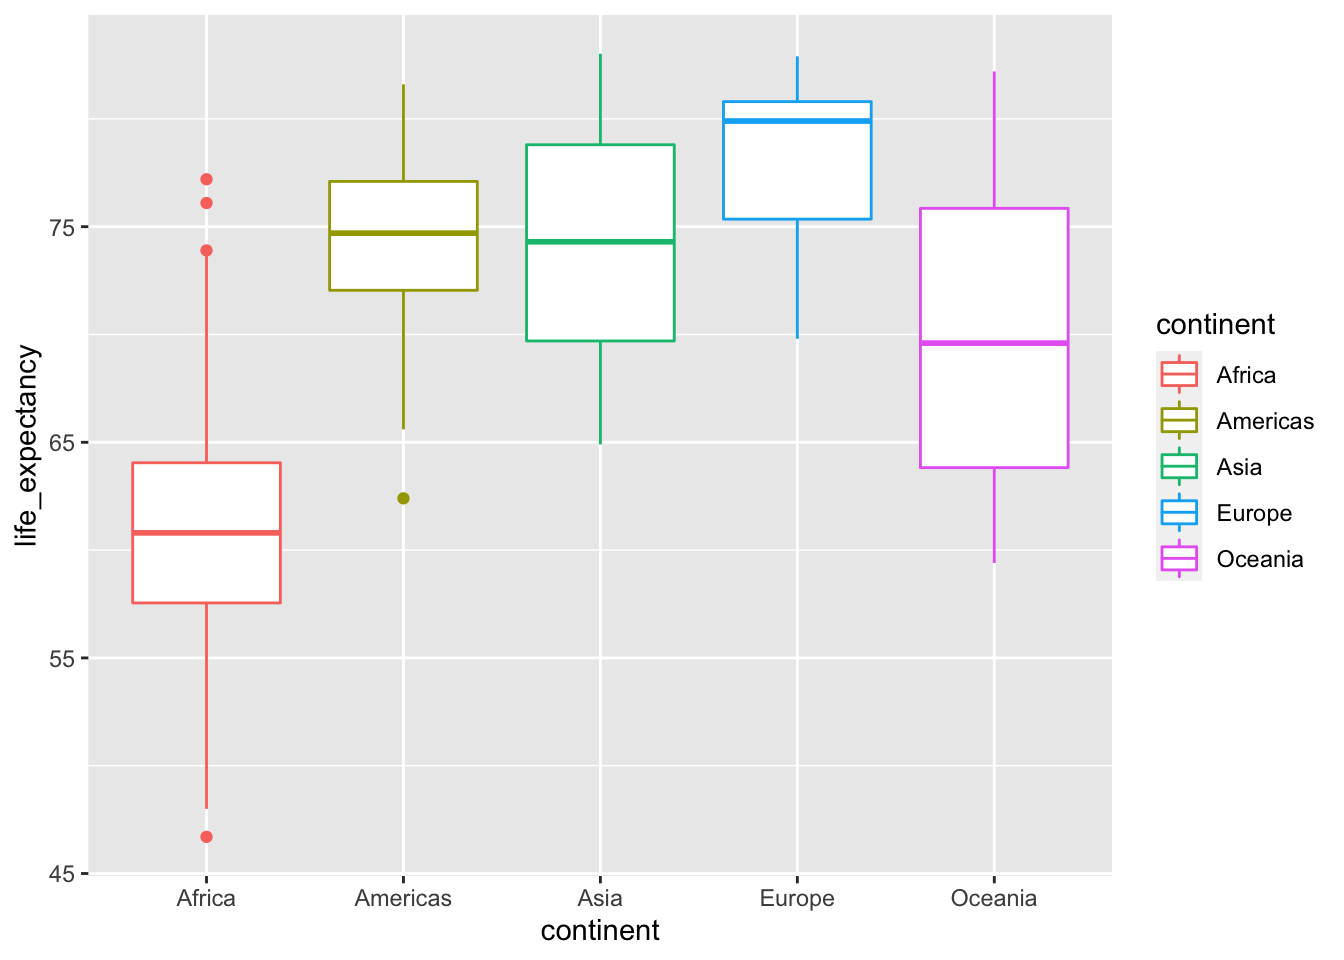 life_expectancy
75
65
55
45
Africa
Americas
Asia
Europe
Oceania
continent
continent
Africa
Americas
Asia
Europe
Oceania